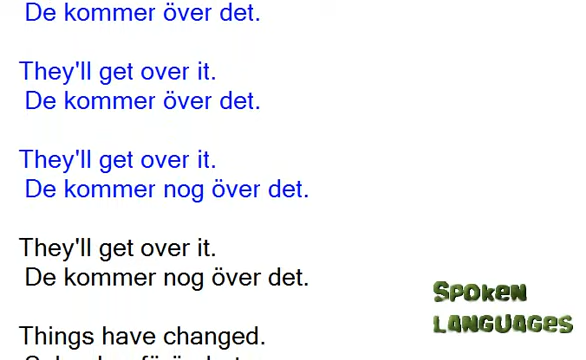 De kommer över det.
They'll get over it.
De kommer över det.
They'll get over it.
De kommer nog över det.
They'll get over it.
De kommer nog över det.
Things have changed.
SPOKEN
LANGUAGES